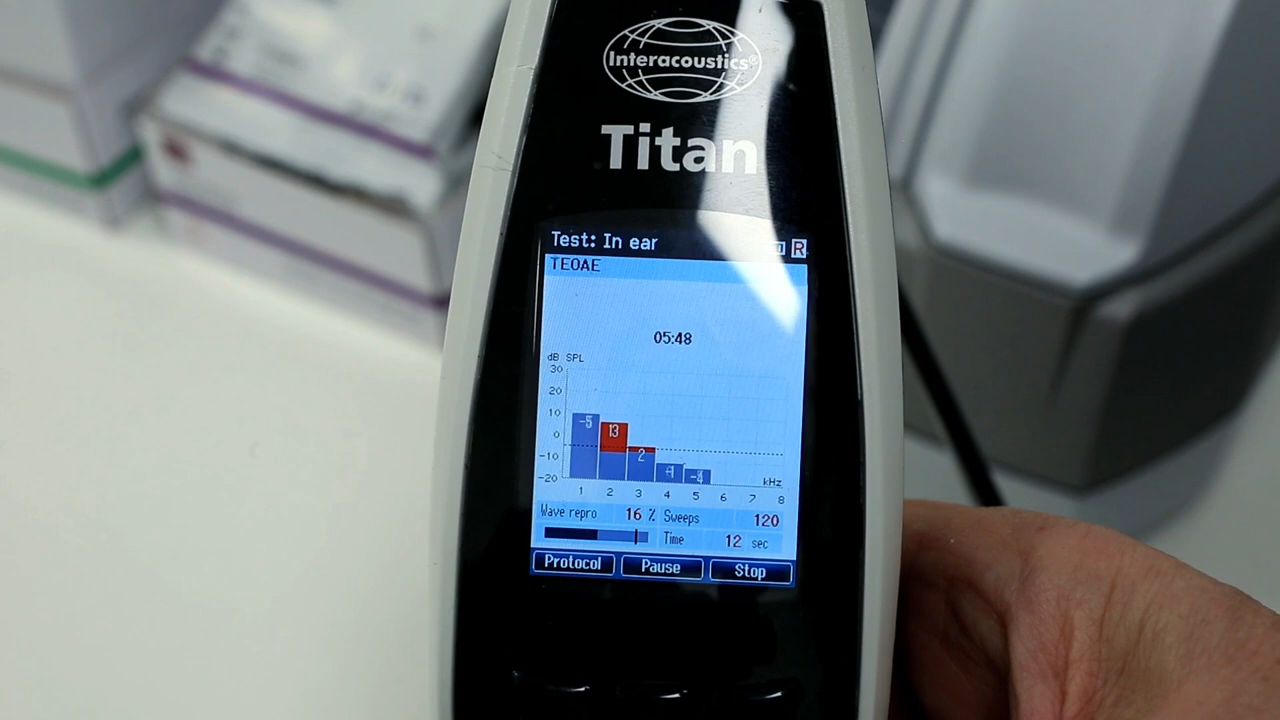 Interacoustics®
Titan
Test: In ear R
TEOAE
05:48
dB SPL
30
20
10
0
-10
-20
-5 13 2 -1 -4
kHz
1 2 3 4 5 6 7 8
Wave repro 16 % Sweeps 120
Time 12 sec
Protocol Pause Stop